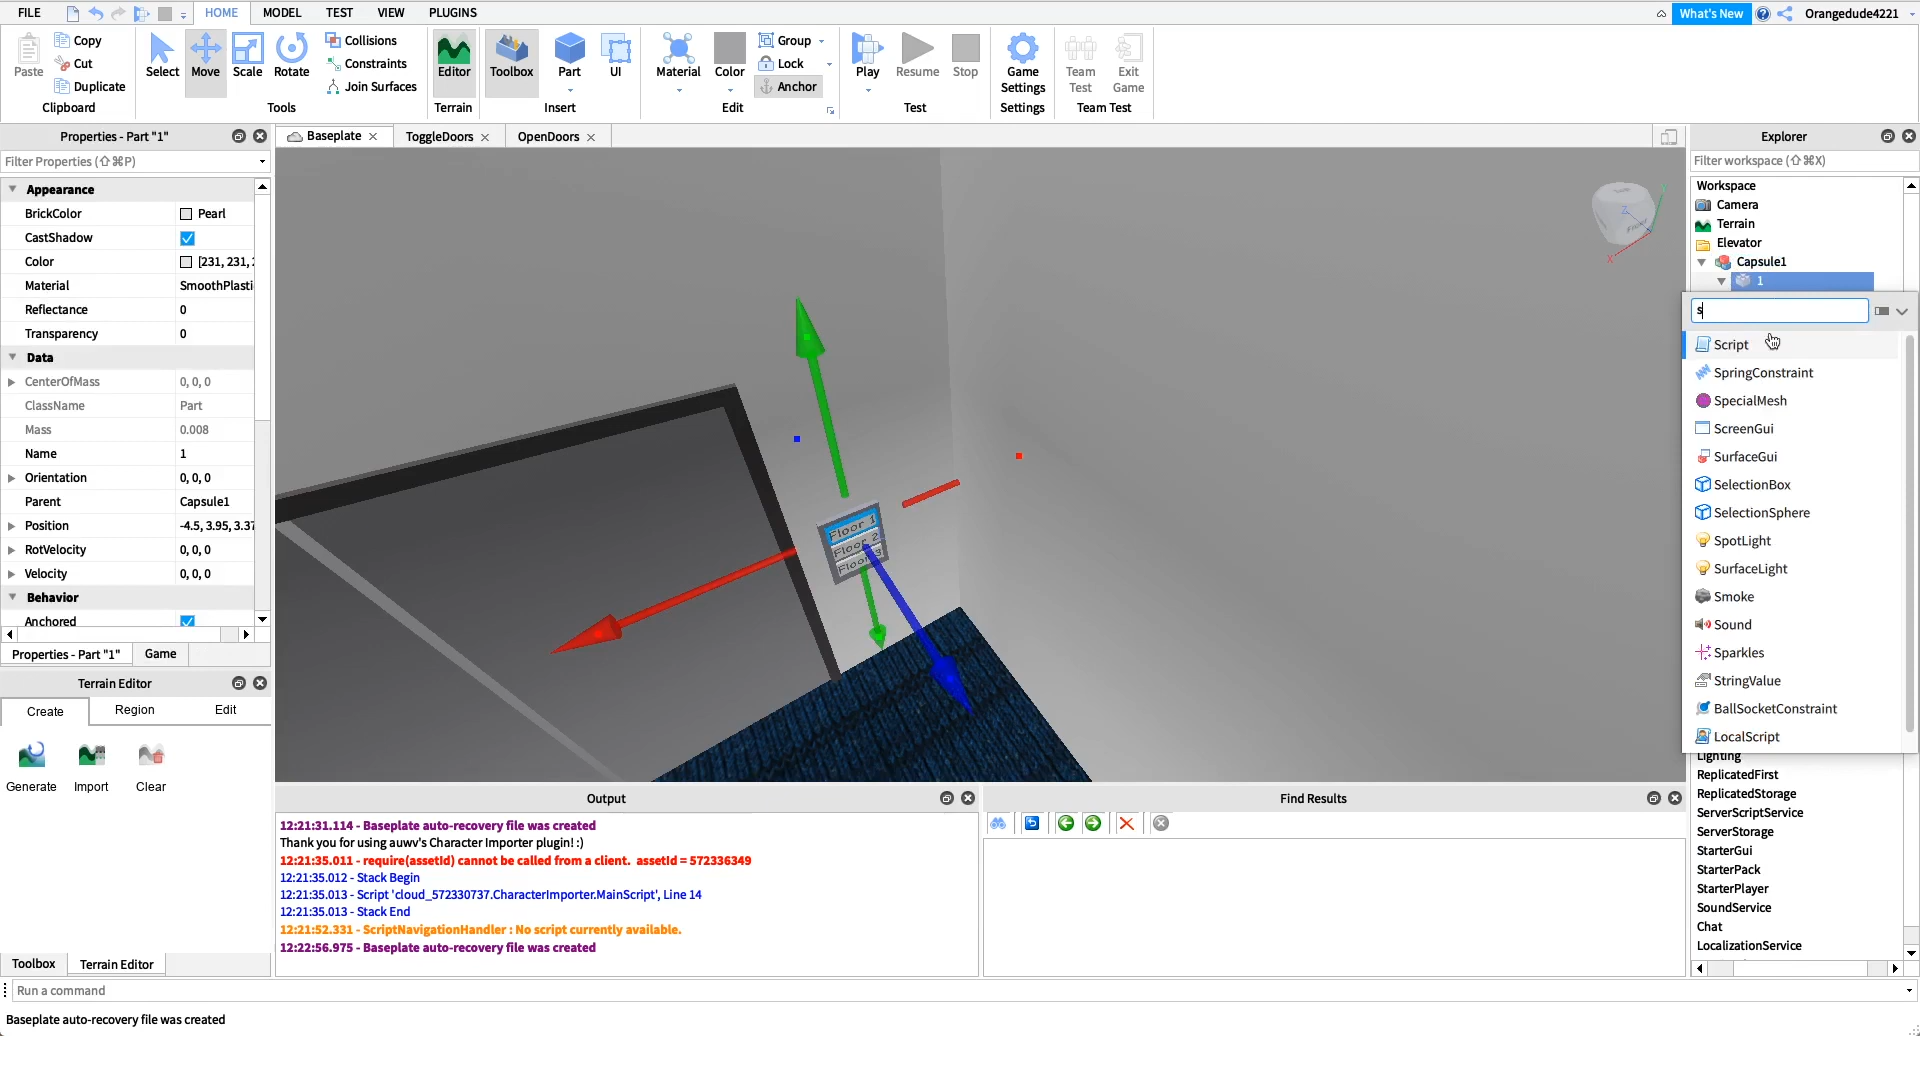 FILE
HOME
MODEL
TEST
VIEW
PLUGINS
What's New
Orangedude4221
Paste
Copy
Cut
Duplicate
Clipboard
Select
Move
Scale
Rotate
Collisions
Constraints
Join Surfaces
Tools
Editor
Terrain
Toolbox
Part
UI
Insert
Material
Color
Group
Lock
Anchor
Edit
Play
Resume
Stop
Test
Game
Settings
Settings
Team
Test
Exit
Game
Team Test
Properties - Part "1"
Filter Properties (⇧⌘P)
Appearance
BrickColor Pearl
CastShadow
Color [231, 231, 
Material SmoothPlasti
Reflectance 0
Transparency 0
Data
CenterOfMass 0, 0, 0
ClassName Part
Mass 0.008
Name 1
Orientation 0, 0, 0
Parent Capsule1
Position -4.5, 3.95, 3.37
RotVelocity 0, 0, 0
Velocity 0, 0, 0
Behavior
Anchored
Properties - Part "1"
Game
Terrain Editor
Create
Region
Edit
Generate
Import
Clear
Toolbox
Terrain Editor
Baseplate
ToggleDoors
OpenDoors
Floor 1
Floor 2
Floor 3
Explorer
Filter workspace (⇧⌘X)
Workspace
Camera
Terrain
Elevator
Capsule1
1
s
Script
SpringConstraint
SpecialMesh
ScreenGui
SurfaceGui
SelectionBox
SelectionSphere
SpotLight
SurfaceLight
Smoke
Sound
Sparkles
StringValue
BallSocketConstraint
LocalScript
Lighting
ReplicatedFirst
ReplicatedStorage
ServerScriptService
ServerStorage
StarterGui
StarterPack
StarterPlayer
SoundService
Chat
LocalizationService
Output
12:21:31.114 - Baseplate auto-recovery file was created
Thank you for using auwv's Character Importer plugin! :)
12:21:35.011 - require(assetId) cannot be called from a client. assetId = 572336349
12:21:35.012 - Stack Begin
12:21:35.013 - Script 'cloud_572330737.CharacterImporter.MainScript', Line 14
12:21:35.013 - Stack End
12:21:52.331 - ScriptNavigationHandler : No script currently available.
12:22:56.975 - Baseplate auto-recovery file was created
Find Results
Run a command
Baseplate auto-recovery file was created